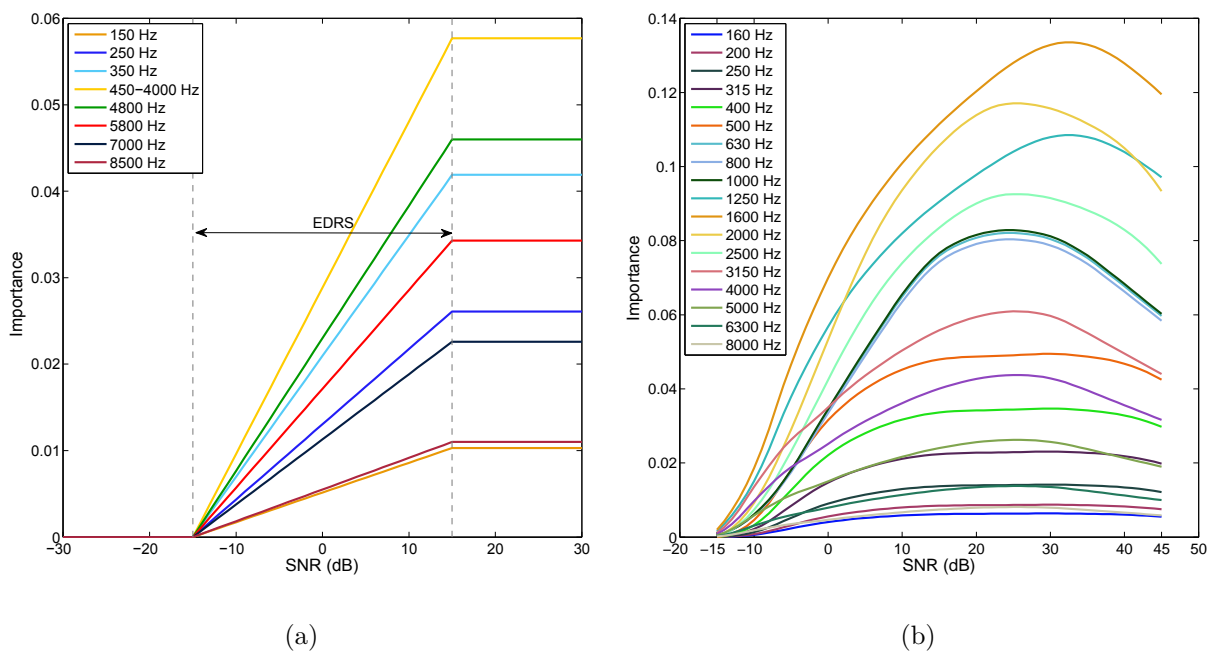 0.06
0.05
0.04
0.03
0.02
0.01
0
Importance
150 Hz
250 Hz
350 Hz
450−4000 Hz
4800 Hz
5800 Hz
7000 Hz
8500 Hz
EDRS
−30
−20
−10
0
10
20
30
SNR (dB)
(a)
0.14
0.12
0.1
0.08
0.06
0.04
0.02
0
Importance
160 Hz
200 Hz
250 Hz
315 Hz
400 Hz
500 Hz
630 Hz
800 Hz
1000 Hz
1250 Hz
1600 Hz
2000 Hz
2500 Hz
3150 Hz
4000 Hz
5000 Hz
6300 Hz
8000 Hz
−20
−15
−10
0
10
20
30
40
45
50
SNR (dB)
(b)